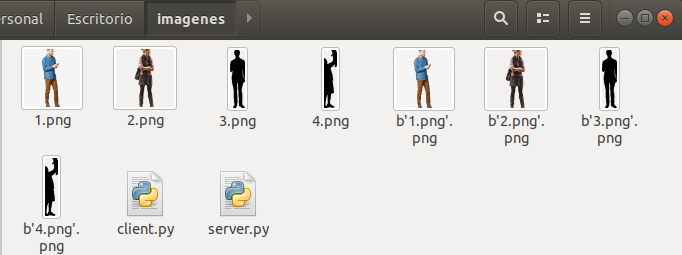 ersonal Escritorio imagenes
1.png 2.png 3.png 4.png b'1.png'. b'2.png'. b'3.png'.
png png png
b'4.png'. client.py server.py
png